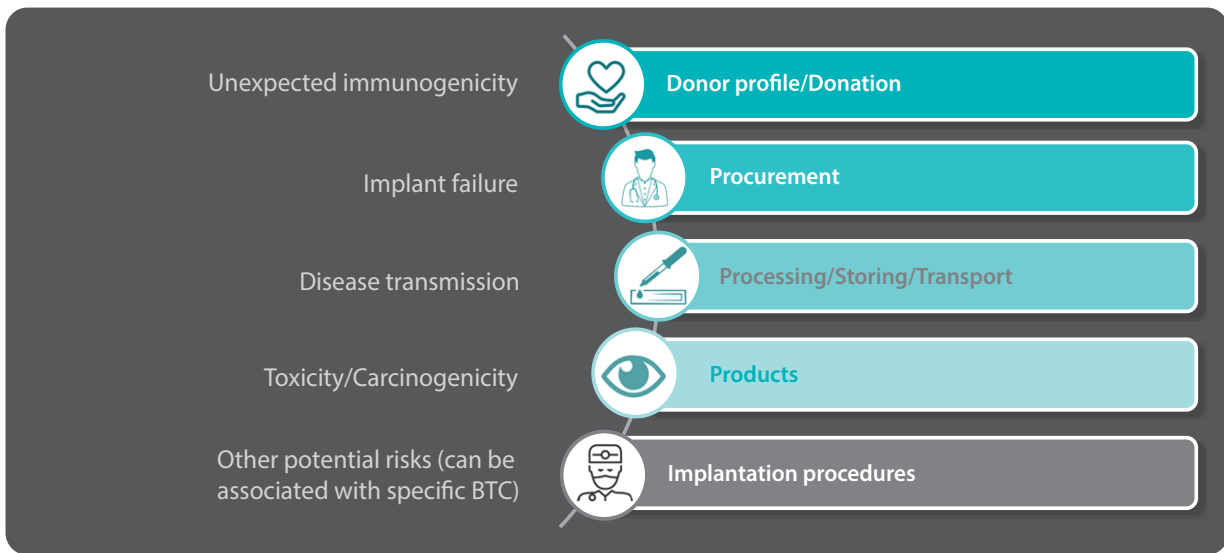 Unexpected immunogenicity
Donor profile/Donation
Implant failure
Procurement
Disease transmission
Processing/Storing/Transport
Toxicity/Carcinogenicity
Products
Other potential risks (can be
associated with specific BTC)
Implantation procedures